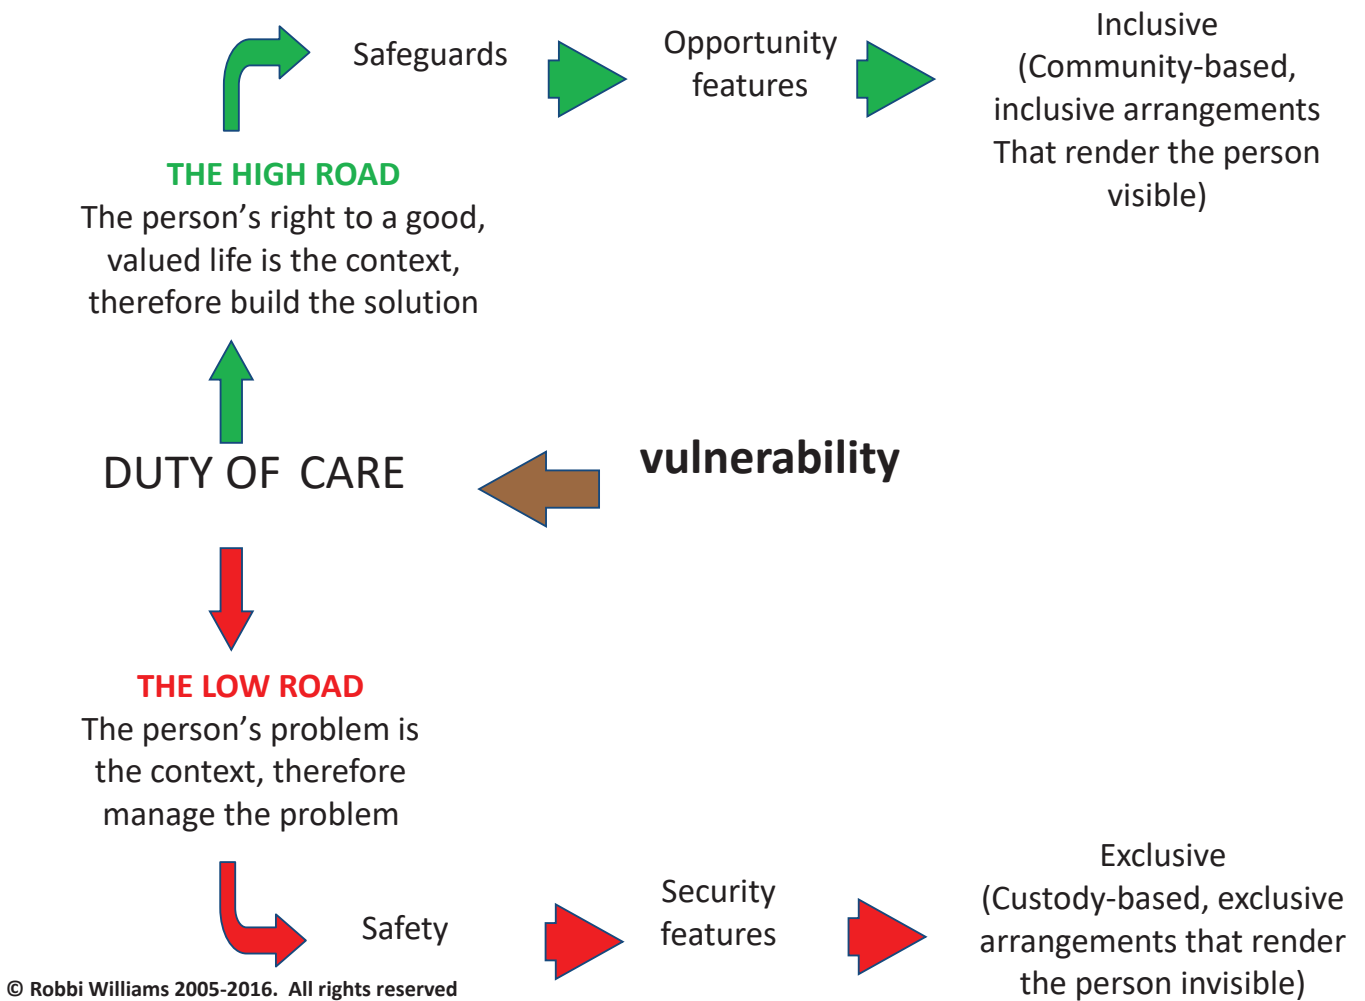 Safeguards
Opportunity
features
Inclusive
(Community-based,
inclusive arrangements
That render the person
visible)
THE HIGH ROAD
The person’s right to a good,
valued life is the context,
therefore build the solution
DUTY OF CARE
vulnerability
THE LOW ROAD
The person’s problem is
the context, therefore
manage the problem
Safety
Security
features
Exclusive
(Custody-based, exclusive
arrangements that render
the person invisible)
© Robbi Williams 2005-2016. All rights reserved